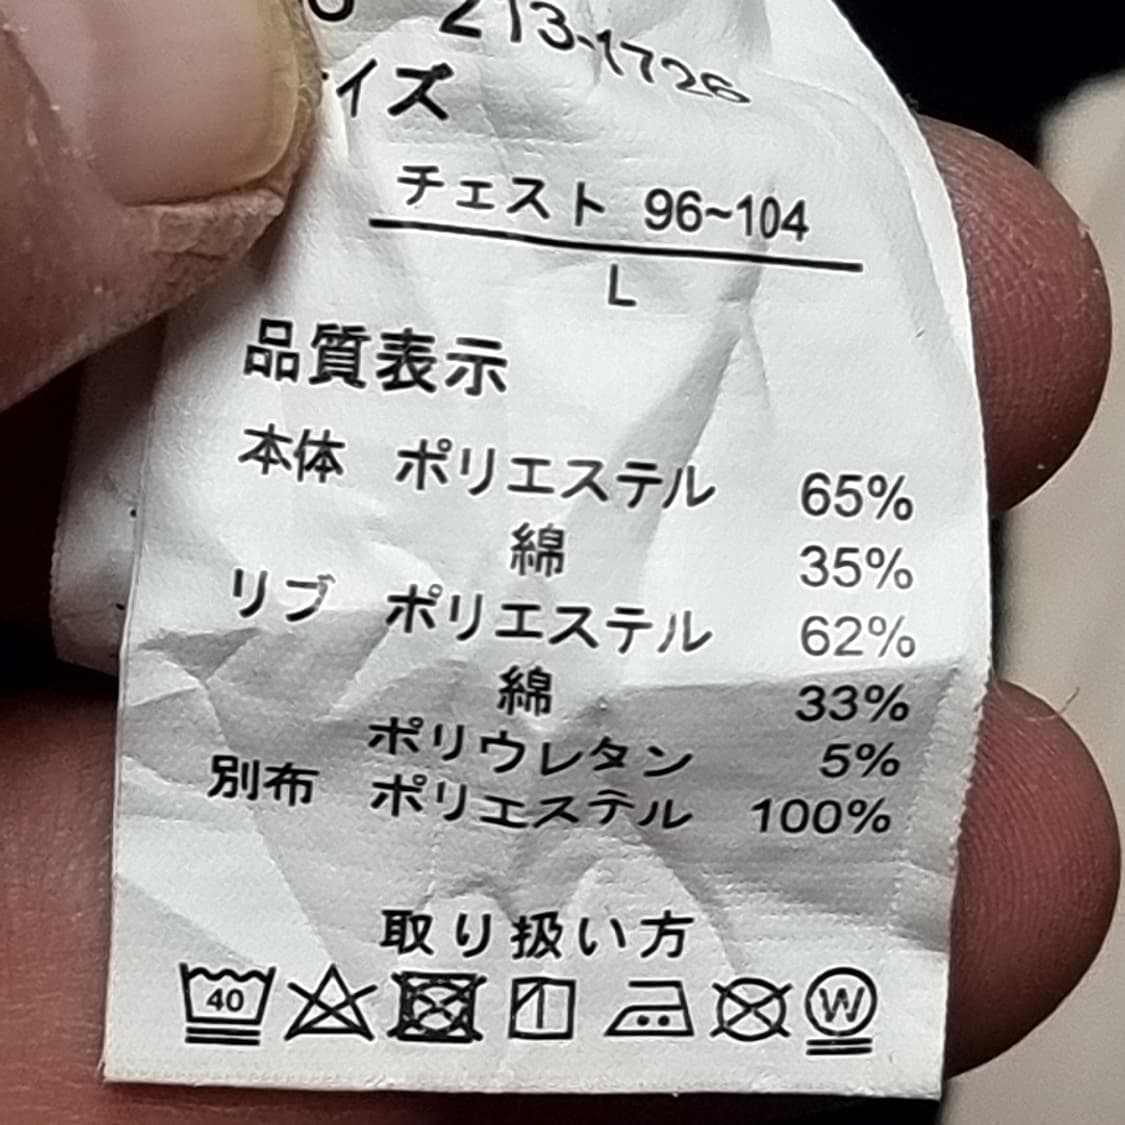 213-1726
イズ
チェスト 96~104
L
品質表示
本体 ポリエステル 65%
綿 35%
リブ ポリエステル 62%
綿 33%
ポリウレタン 5%
別布 ポリエステル 100%
取り扱い方
40 W